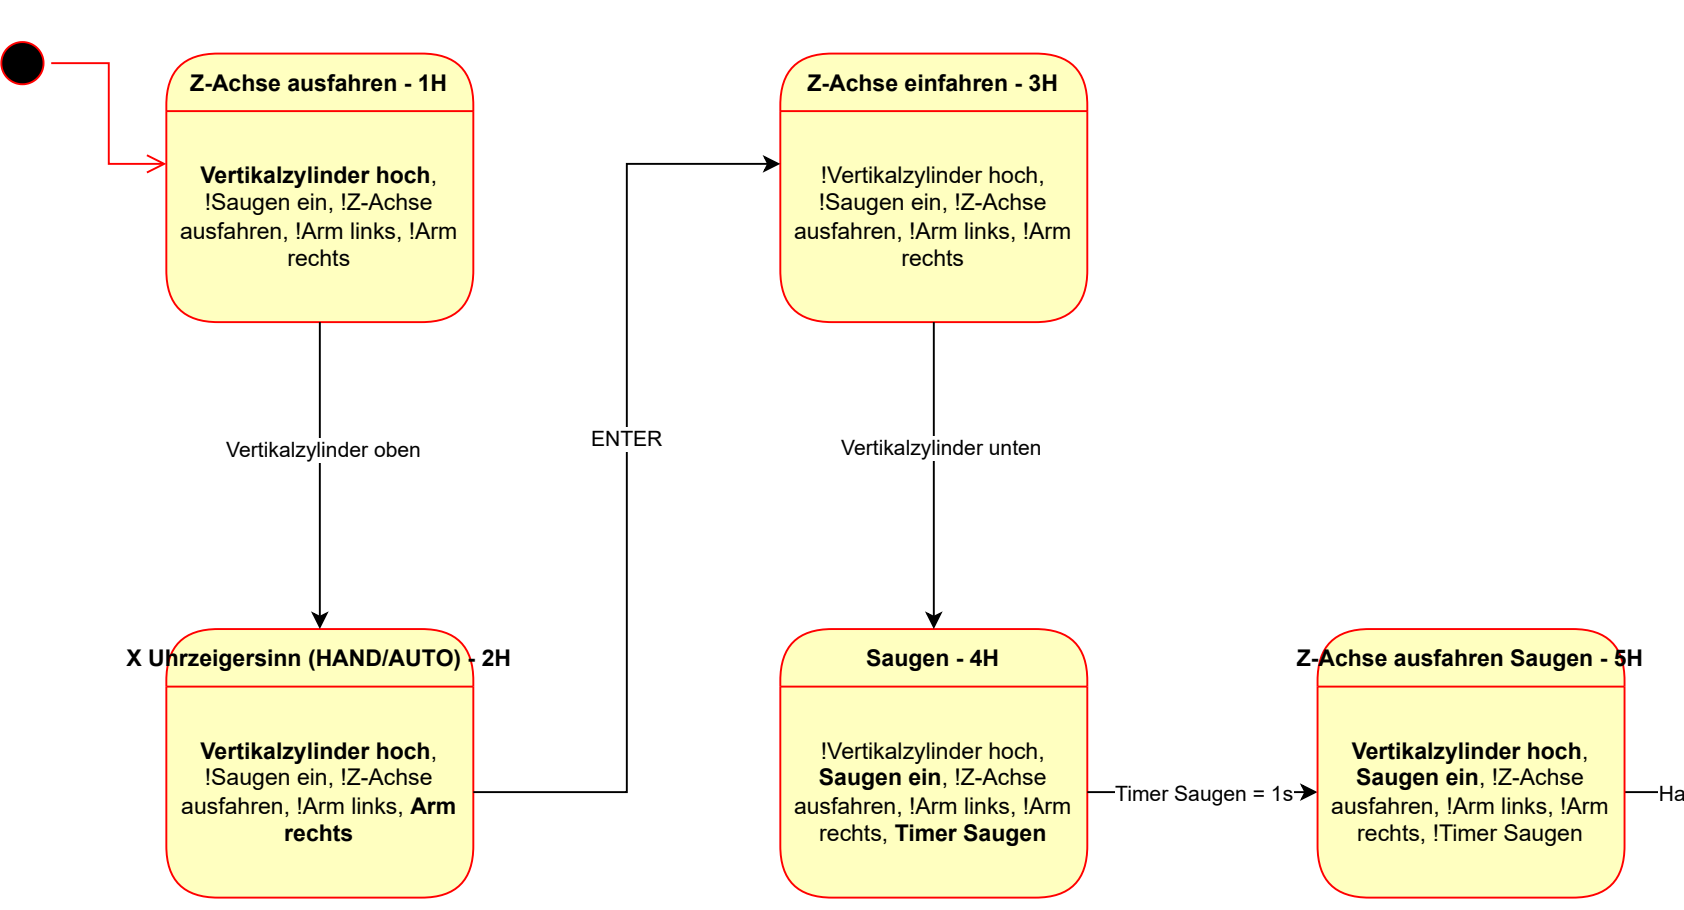 Z-Achse ausfahren - 1H
Vertikalzylinder hoch,
!Saugen ein, !Z-Achse
ausfahren, !Arm links, !Arm
rechts
Vertikalzylinder oben
X Uhrzeigersinn (HAND/AUTO) - 2H
Vertikalzylinder hoch,
!Saugen ein, !Z-Achse
ausfahren, !Arm links, Arm
rechts
ENTER
Z-Achse einfahren - 3H
!Vertikalzylinder hoch,
!Saugen ein, !Z-Achse
ausfahren, !Arm links, !Arm
rechts
Vertikalzylinder unten
Saugen - 4H
!Vertikalzylinder hoch,
Saugen ein, !Z-Achse
ausfahren, !Arm links, !Arm
rechts, Timer Saugen
Timer Saugen = 1s
Z-Achse ausfahren Saugen - 5H
Vertikalzylinder hoch,
Saugen ein, !Z-Achse
ausfahren, !Arm links, !Arm
rechts, !Timer Saugen
Ha